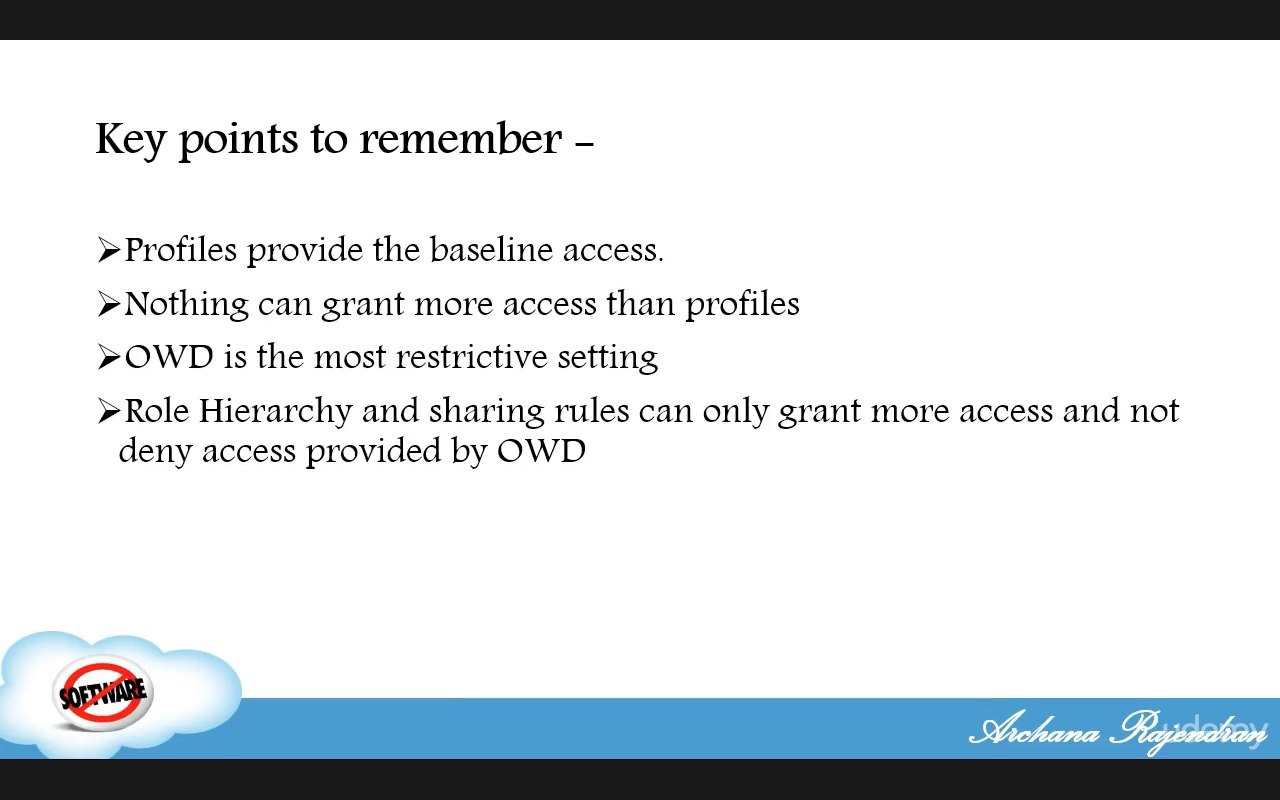 Key points to remember –
➢Profiles provide the baseline access.
➢Nothing can grant more access than profiles
➢OWD is the most restrictive setting
➢Role Hierarchy and sharing rules can only grant more access and not
deny access provided by OWD
SOFTWARE
Archana Rajendran
udemy